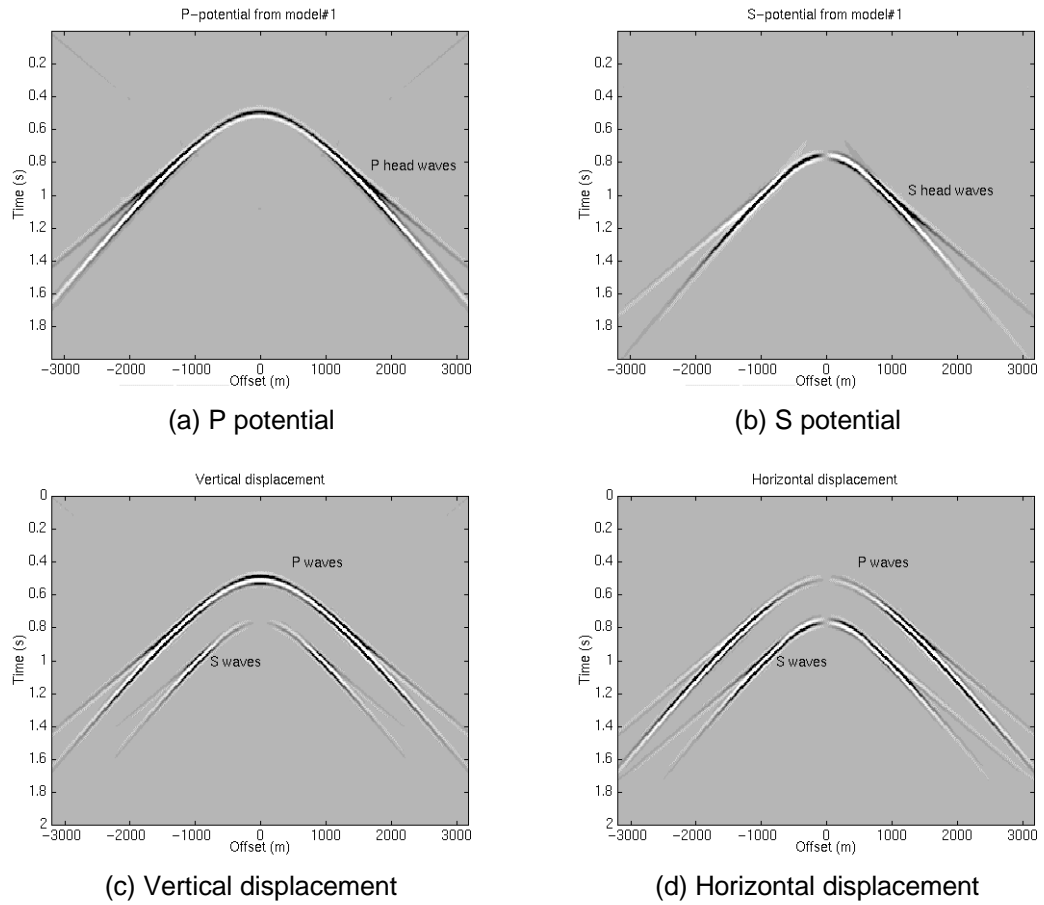 P-potential from model#1
0.2
0.4
0.6
0.8
1
1.2
1.4
1.6
1.8
Time (s)
P head waves
-3000 -2000 -1000 0 1000 2000 3000
Offset (m)
(a) P potential
S-potential from model#1
0.2
0.4
0.6
0.8
1
1.2
1.4
1.6
1.8
Time (s)
S head waves
-3000 -2000 -1000 0 1000 2000 3000
Offset (m)
(b) S potential
Vertical displacement
0
0.2
0.4
0.6
0.8
1
1.2
1.4
1.6
1.8
2
Time (s)
P waves
S waves
-3000 -2000 -1000 0 1000 2000 3000
Offset (m)
(c) Vertical displacement
Horizontal displacement
0
0.2
0.4
0.6
0.8
1
1.2
1.4
1.6
1.8
2
Time (s)
P waves
S waves
-3000 -2000 -1000 0 1000 2000 3000
Offset (m)
(d) Horizontal displacement